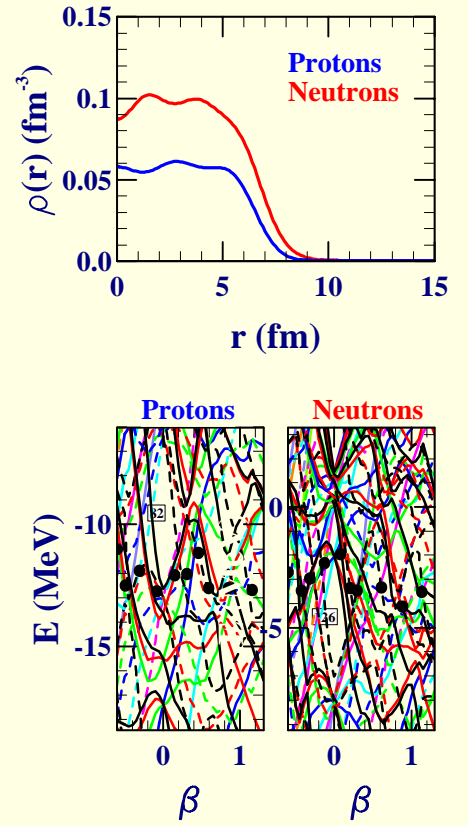 0.15
Protons
Neutrons
0.1
0.05
0.0
ρ(r) (fm⁻³)
0 5 10 15
r (fm)
Protons Neutrons
-10
-15
82
E (MeV)
0
-5
126
0 1 0 1
β β